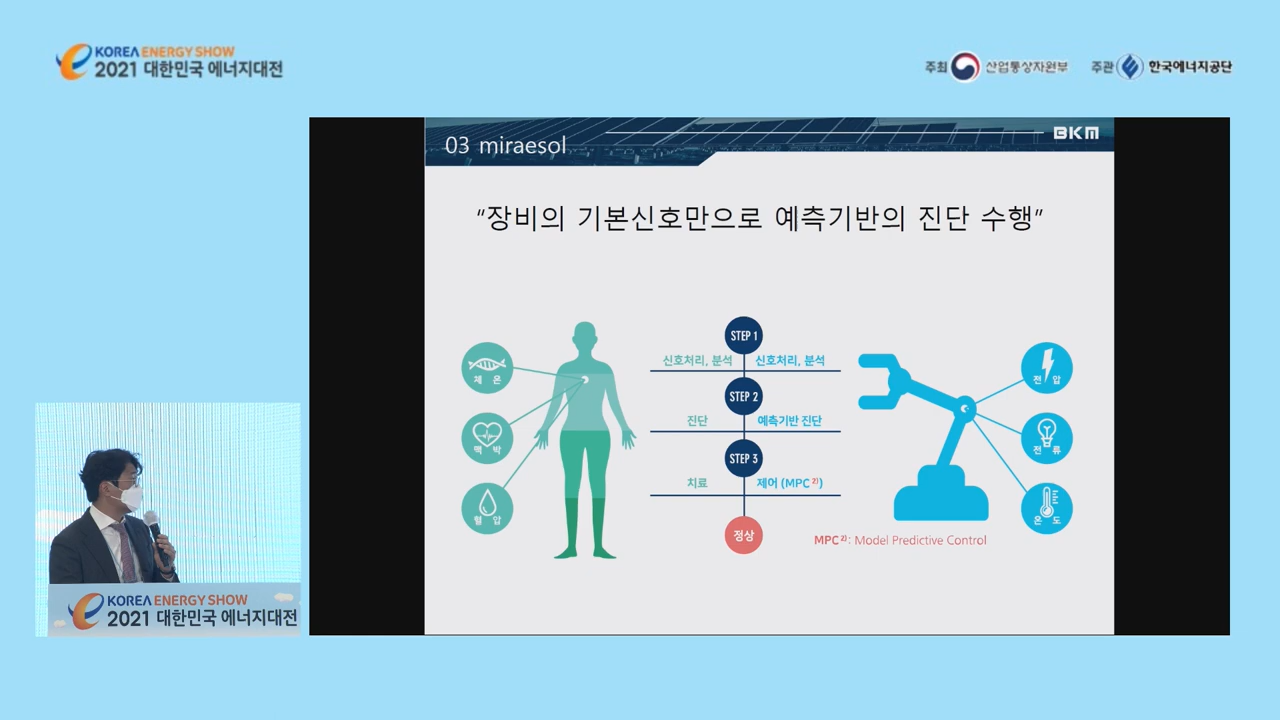 KOREA ENERGY SHOW
2021 대한민국 에너지대전
주최 산업통상자원부 주관 한국에너지공단
03 miraesol
BKM
“장비의 기본신호만으로 예측기반의 진단 수행”
체 온
맥 박
혈 압
STEP 1
신호처리, 분석 신호처리, 분석
STEP 2
진단 예측기반 진단
STEP 3
치료 제어 (MPC 2))
정상
전 압
전 류
온 도
MPC 2): Model Predictive Control
KOREA ENERGY SHOW
2021 대한민국 에너지대전